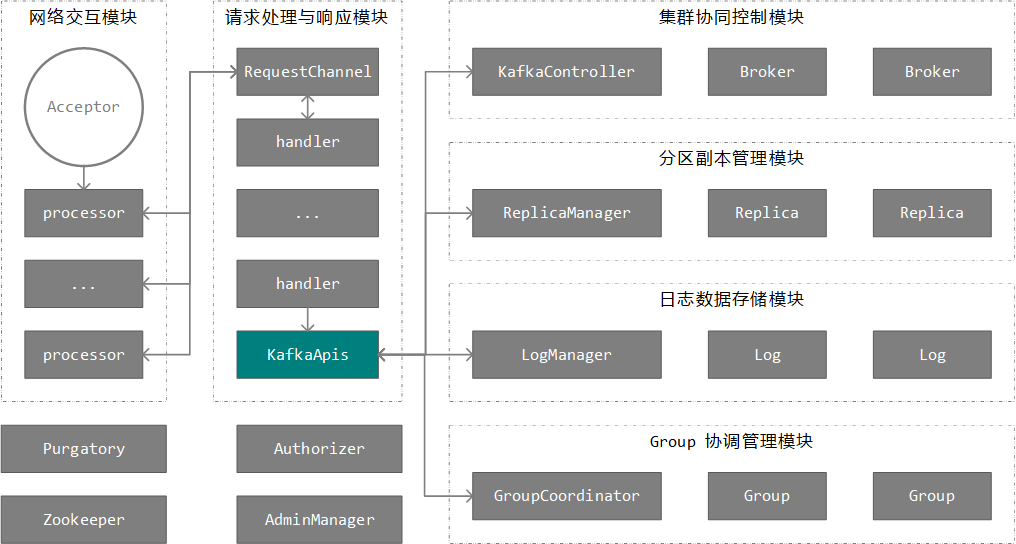 网络交互模块
Acceptor
processor
...
processor
请求处理与响应模块
RequestChannel
handler
...
handler
KafkaApis
集群协同控制模块
KafkaController
Broker
Broker
分区副本管理模块
ReplicaManager
Replica
Replica
日志数据存储模块
LogManager
Log
Log
Group 协调管理模块
GroupCoordinator
Group
Group
Purgatory
Authorizer
Zookeeper
AdminManager